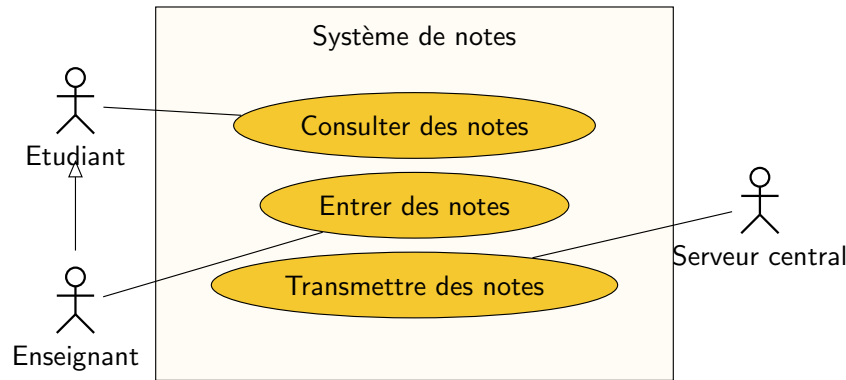 Système de notes
Consulter des notes
Etudiant
Entrer des notes
Serveur central
Transmettre des notes
Enseignant